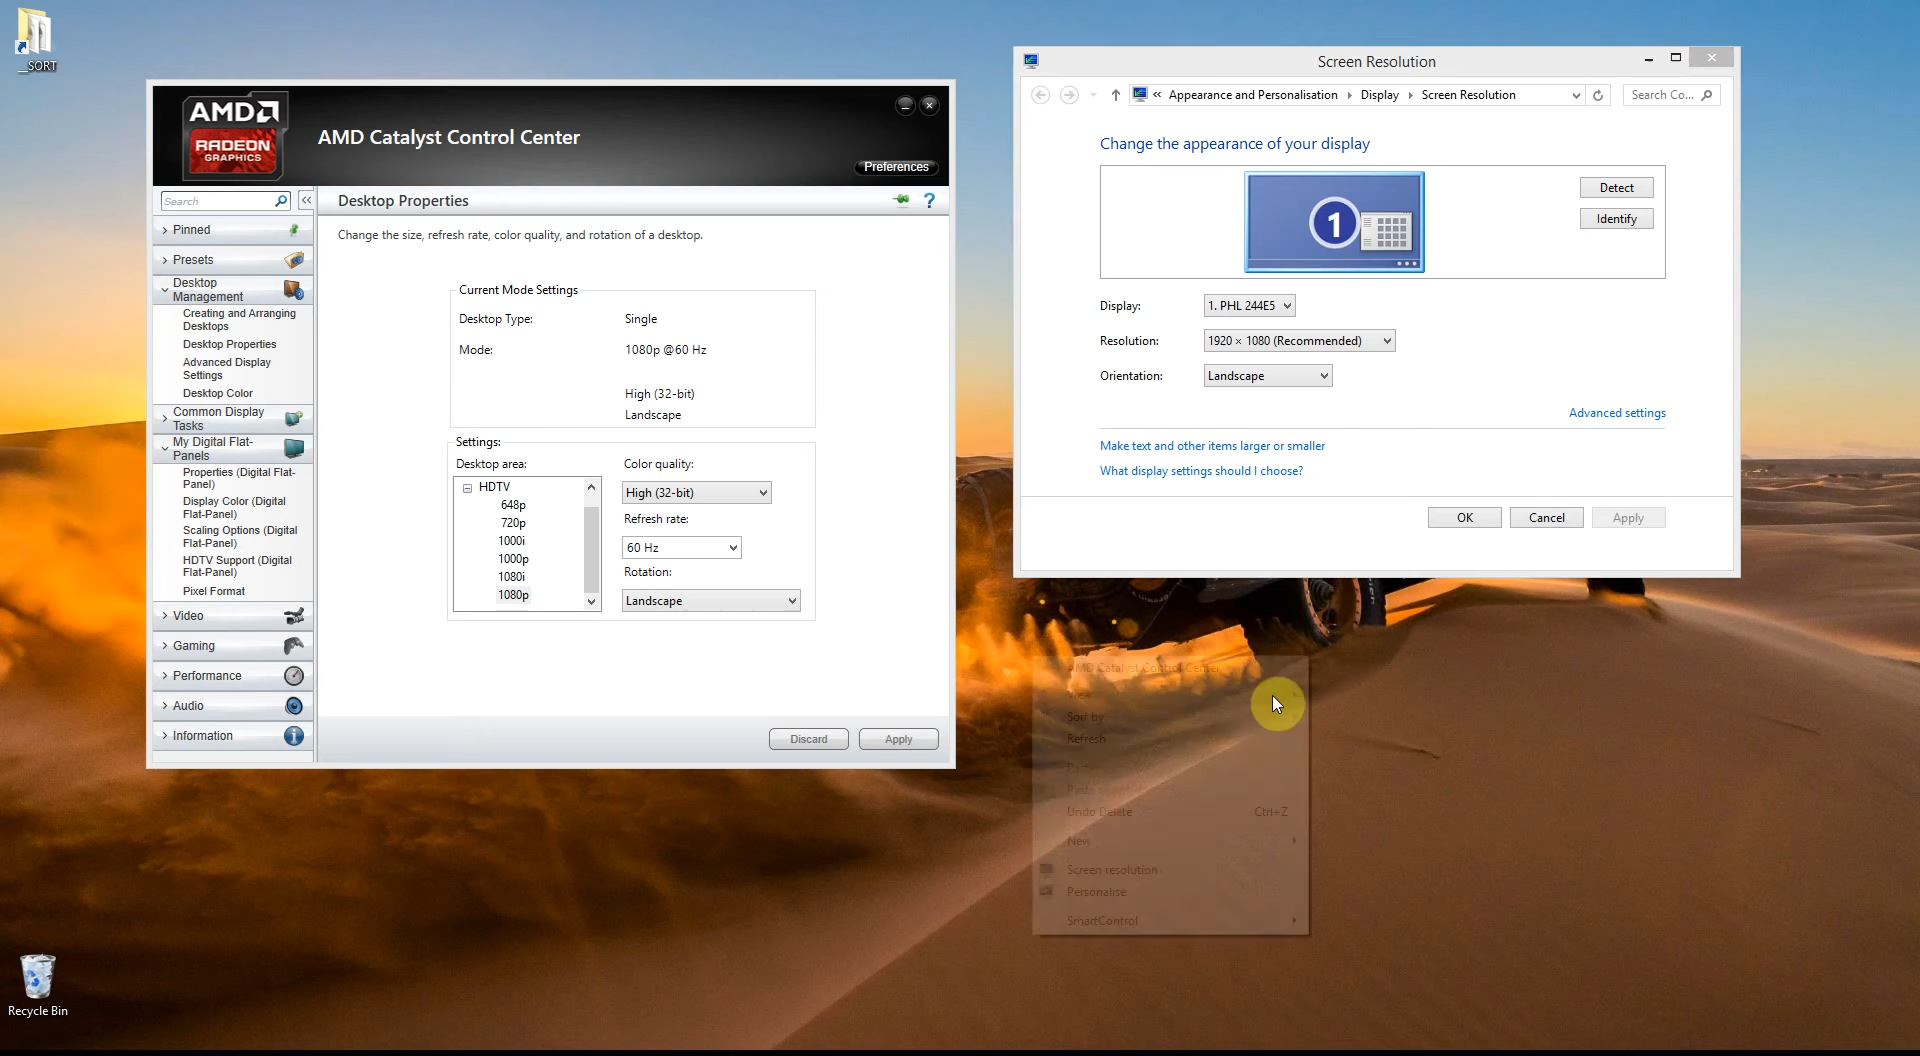 __SORT
AMD
RADEON
GRAPHICS
AMD Catalyst Control Center
Preferences
Search
Pinned
Presets
Desktop
Management
Creating and Arranging
Desktops
Desktop Properties
Advanced Display
Settings
Desktop Color
Common Display
Tasks
My Digital Flat-
Panels
Properties (Digital Flat-
Panel)
Display Color (Digital
Flat-Panel)
Scaling Options (Digital
Flat-Panel)
HDTV Support (Digital
Flat-Panel)
Pixel Format
Video
Gaming
Performance
Audio
Information
Desktop Properties
Change the size, refresh rate, color quality, and rotation of a desktop.
Current Mode Settings
Desktop Type: Single
Mode: 1080p @60 Hz
High (32-bit)
Landscape
Settings:
Desktop area:
HDTV
648p
720p
1000i
1000p
1080i
1080p
Color quality:
High (32-bit)
Refresh rate:
60 Hz
Rotation:
Landscape
Discard Apply
Screen Resolution
« Appearance and Personalisation Display Screen Resolution
Search Co...
Change the appearance of your display
1
Detect
Identify
Display: 1. PHL 244E5
Resolution: 1920 × 1080 (Recommended)
Orientation: Landscape
Advanced settings
Make text and other items larger or smaller
What display settings should I choose?
OK Cancel Apply
AMD Catalyst Control Center
View
Sort by
Refresh
Undo Delete Ctrl+Z
New
Screen resolution
Personalise
SmartControl
Recycle Bin